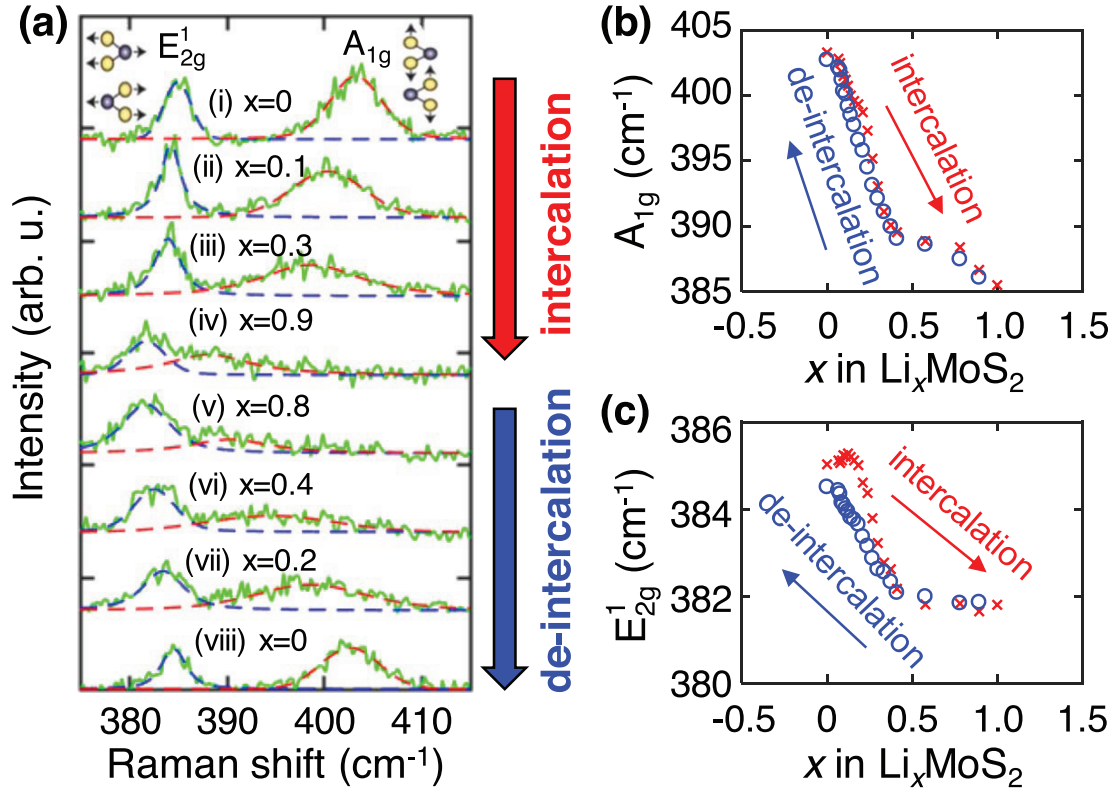 (a)
E¹₂g
A₁g
(i) x=0
(ii) x=0.1
(iii) x=0.3
(iv) x=0.9
(v) x=0.8
(vi) x=0.4
(vii) x=0.2
(viii) x=0
Intensity (arb. u.)
380 390 400 410
Raman shift (cm⁻¹)
intercalation
de-intercalation
(b)
405
400
395
390
385
A₁g (cm⁻¹)
de-intercalation
intercalation
-0.5 0 0.5 1.0 1.5
x in LiₓMoS₂
(c)
386
384
382
380
E¹₂g (cm⁻¹)
intercalation
de-intercalation
-0.5 0 0.5 1.0 1.5
x in LiₓMoS₂